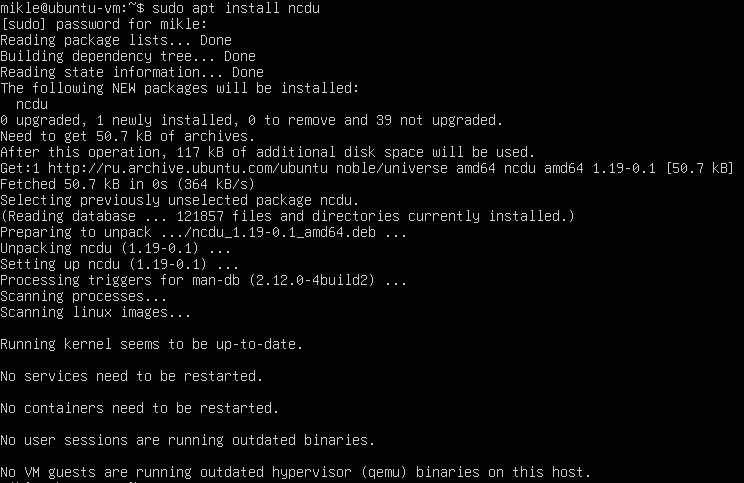 mikle@ubuntu-vm:~$ sudo apt install ncdu
[sudo] password for mikle:
Reading package lists... Done
Building dependency tree... Done
Reading state information... Done
The following NEW packages will be installed:
  ncdu
0 upgraded, 1 newly installed, 0 to remove and 39 not upgraded.
Need to get 50.7 kB of archives.
After this operation, 117 kB of additional disk space will be used.
Get:1 http://ru.archive.ubuntu.com/ubuntu noble/universe amd64 ncdu amd64 1.19-0.1 [50.7 kB]
Fetched 50.7 kB in 0s (364 kB/s)
Selecting previously unselected package ncdu.
(Reading database ... 121857 files and directories currently installed.)
Preparing to unpack .../ncdu_1.19-0.1_amd64.deb ...
Unpacking ncdu (1.19-0.1) ...
Setting up ncdu (1.19-0.1) ...
Processing triggers for man-db (2.12.0-4build2) ...
Scanning processes...
Scanning linux images...
Running kernel seems to be up-to-date.
No services need to be restarted.
No containers need to be restarted.
No user sessions are running outdated binaries.
No VM guests are running outdated hypervisor (qemu) binaries on this host.